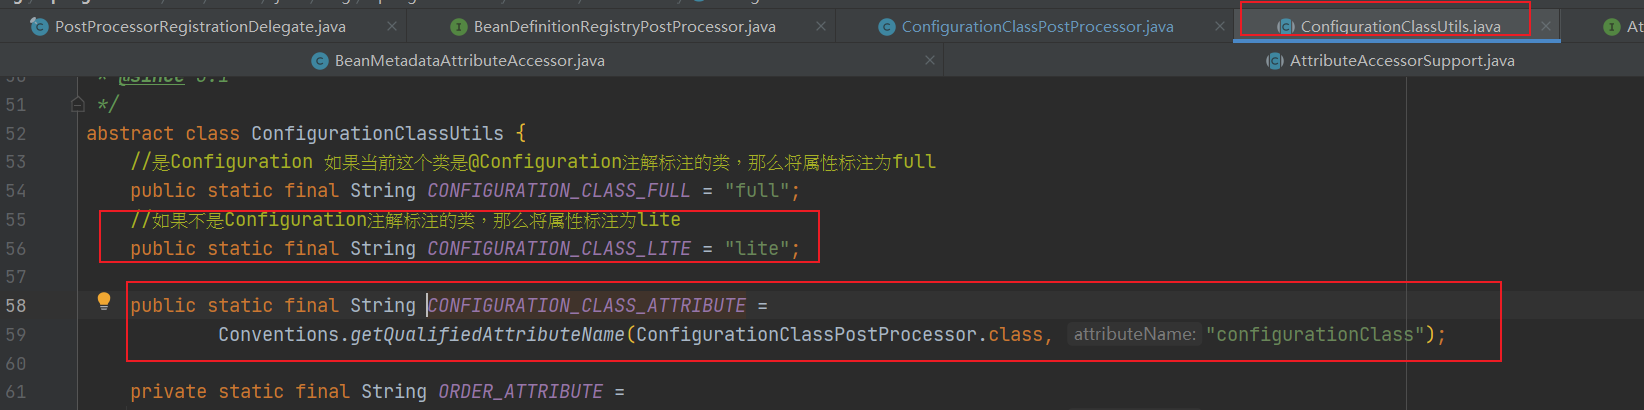 PostProcessorRegistrationDelegate.java
BeanDefinitionRegistryPostProcessor.java
ConfigurationClassPostProcessor.java
ConfigurationClassUtils.java
At
BeanMetadataAttributeAccessor.java
AttributeAccessorSupport.java
51 */
52 abstract class ConfigurationClassUtils {
53 //是Configuration 如果当前这个类是@Configuration注解标注的类，那么将属性标注为full
54 public static final String CONFIGURATION_CLASS_FULL = "full";
55 //如果不是Configuration注解标注的类，那么将属性标注为lite
56 public static final String CONFIGURATION_CLASS_LITE = "lite";
57
58 public static final String CONFIGURATION_CLASS_ATTRIBUTE =
59 Conventions.getQualifiedAttributeName(ConfigurationClassPostProcessor.class, attributeName: "configurationClass");
60
61 private static final String ORDER_ATTRIBUTE =